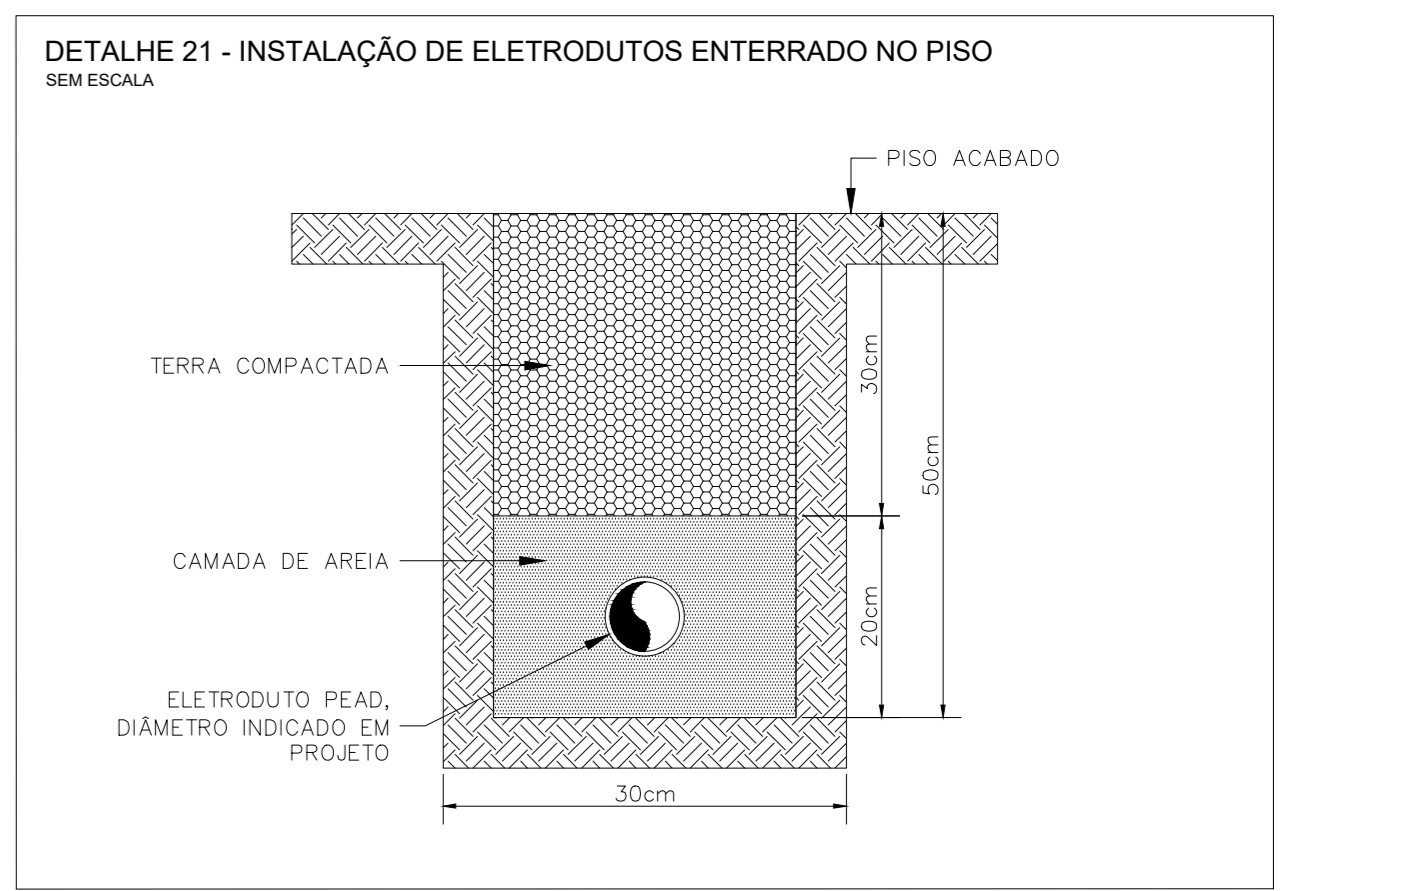 DETALHE 21 - INSTALAÇÃO DE ELETRODUTOS ENTERRADO NO PISO
SEM ESCALA
PISO ACABADO
TERRA COMPACTADA
30cm
50cm
CAMADA DE AREIA
20cm
ELETRODUTO PEAD,
DIÂMETRO INDICADO EM
PROJETO
30cm